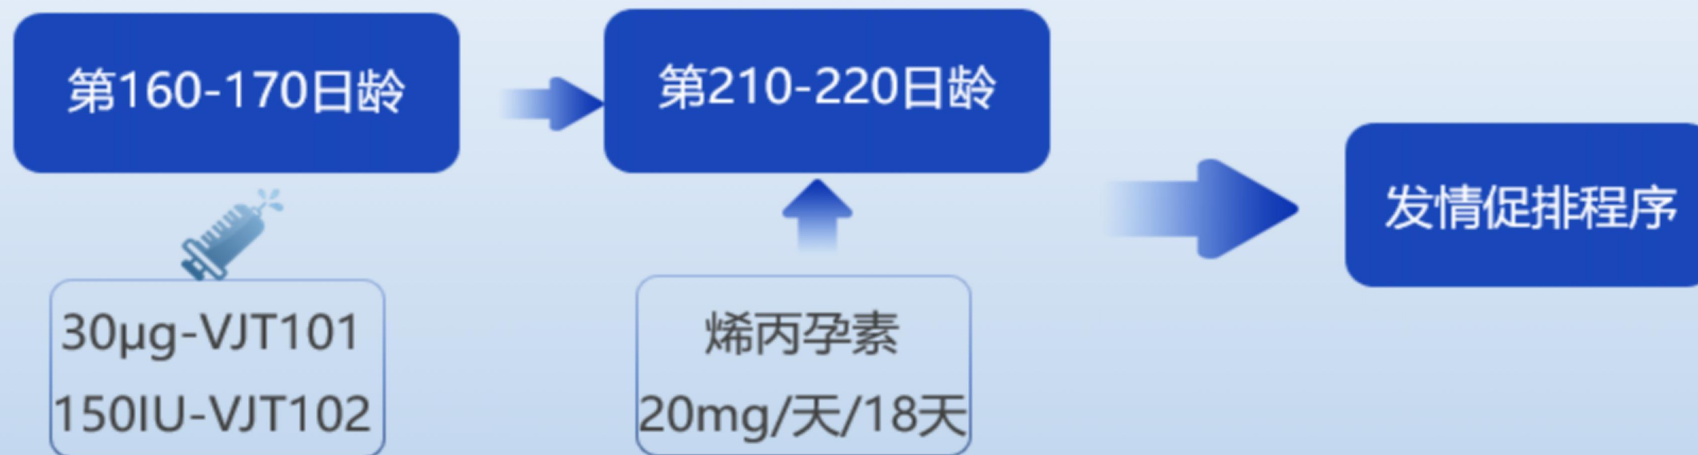 第160-170日龄
第210-220日龄
发情促排程序
30μg-VJT101
150IU-VJT102
烯丙孕素
20mg/天/18天